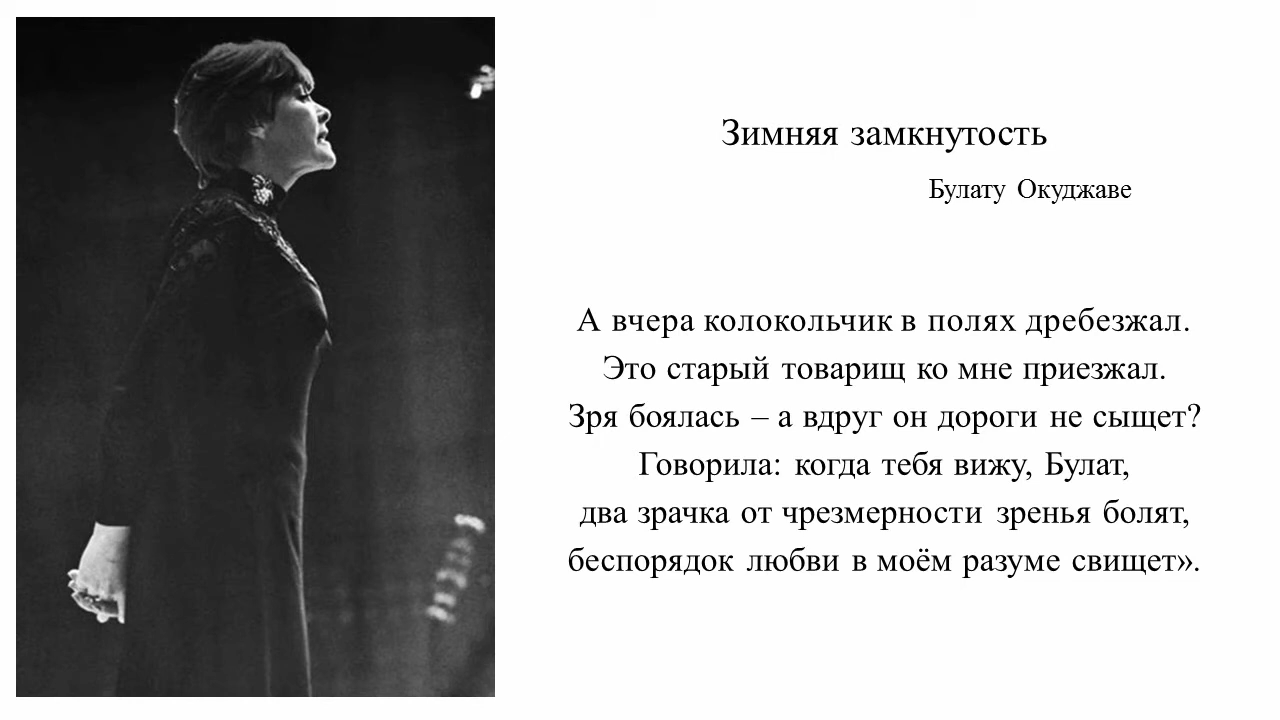 Зимняя замкнутость
Булату Окуджаве
А вчера колокольчик в полях дребезжал.
Это старый товарищ ко мне приезжал.
Зря боялась – а вдруг он дороги не сыщет?
Говорила: когда тебя вижу, Булат,
два зрачка от чрезмерности зренья болят,
беспорядок любви в моём разуме свищет».